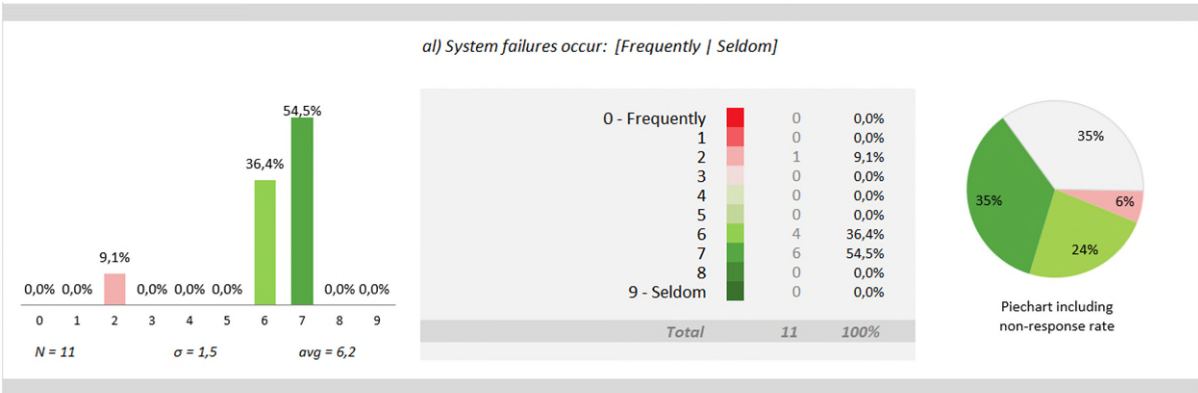 al) System failures occur: [Frequently | Seldom]
54,5%
36,4%
9,1%
0,0% 0,0% 0,0% 0,0% 0,0% 0,0% 0,0%
0 1 2 3 4 5 6 7 8 9
N = 11 σ = 1,5 avg = 6,2
0 - Frequently 0 0,0%
1 0 0,0%
2 1 9,1%
3 0 0,0%
4 0 0,0%
5 0 0,0%
6 4 36,4%
7 6 54,5%
8 0 0,0%
9 - Seldom 0 0,0%
Total 11 100%
35%
35%
6%
24%
Piechart including
non-response rate